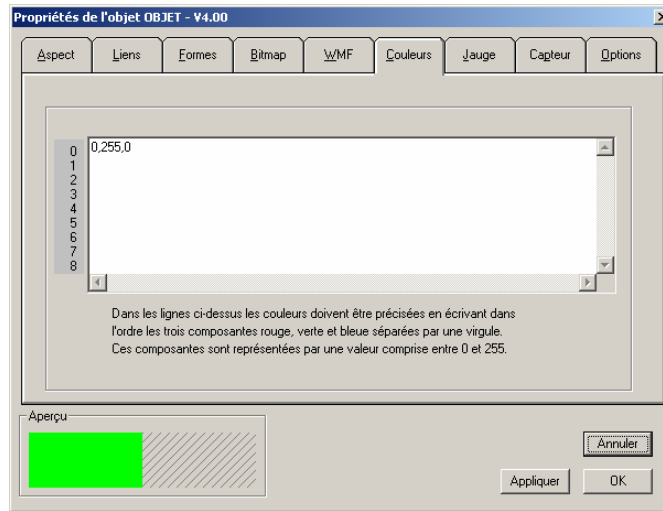 Propriétés de l'objet OBJET - V4.00
Aspect Liens Formes Bitmap WMF Couleurs Jauge Capteur Options
0 0,255,0
1
2
3
4
5
6
7
8
Dans les lignes ci-dessus les couleurs doivent être précisées en écrivant dans
l'ordre les trois composantes rouge, verte et bleue séparées par une virgule.
Ces composantes sont représentées par une valeur comprise entre 0 et 255.
Aperçu
Annuler
Appliquer OK